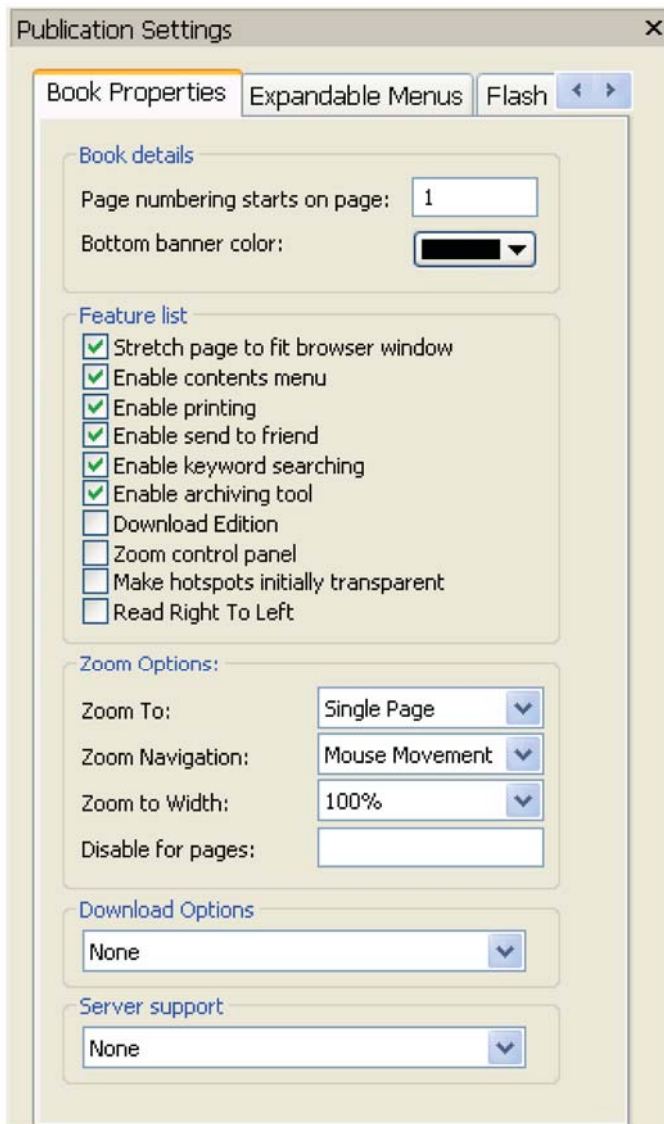 Publication Settings
Book Properties Expandable Menus Flash
Book details
Page numbering starts on page: 1
Bottom banner color:
Feature list
Stretch page to fit browser window
Enable contents menu
Enable printing
Enable send to friend
Enable keyword searching
Enable archiving tool
Download Edition
Zoom control panel
Make hotspots initially transparent
Read Right To Left
Zoom Options:
Zoom To: Single Page
Zoom Navigation: Mouse Movement
Zoom to Width: 100%
Disable for pages:
Download Options
None
Server support
None